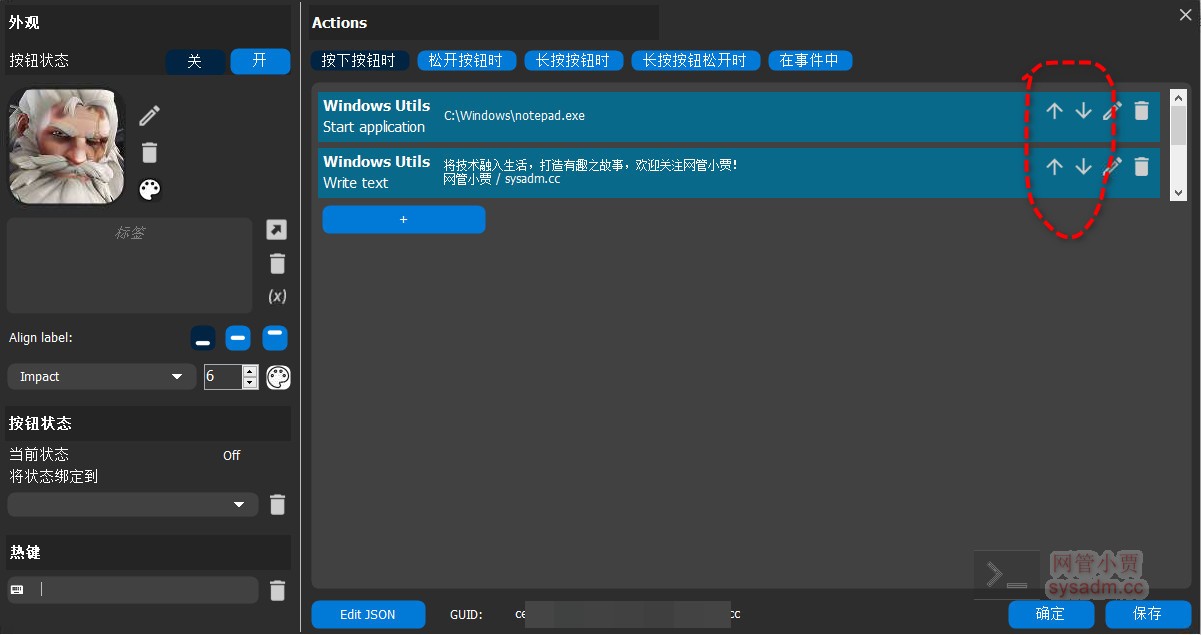 外观
按钮状态
关
开
标签
(x)
Align label:
Impact
6
按钮状态
当前状态
Off
将状态绑定到
热键
Actions
按下按钮时
松开按钮时
长按按钮时
长按按钮松开时
在事件中
Windows Utils
Start application
C:\Windows\notepad.exe
Windows Utils
Write text
将技术融入生活，打造有趣之故事，欢迎关注网管小贾！
网管小贾 / sysadm.cc
+
网管小贾
sysadm.cc
Edit JSON
GUID:
确定
保存